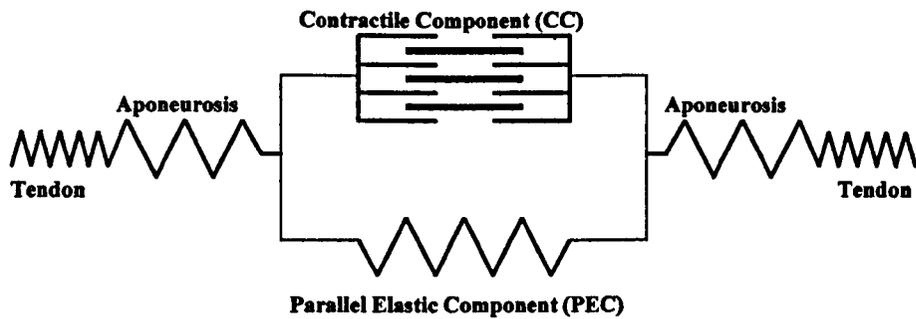 Contractile Component (CC)
Aponeurosis
Aponeurosis
Tendon
Tendon
Parallel Elastic Component (PEC)